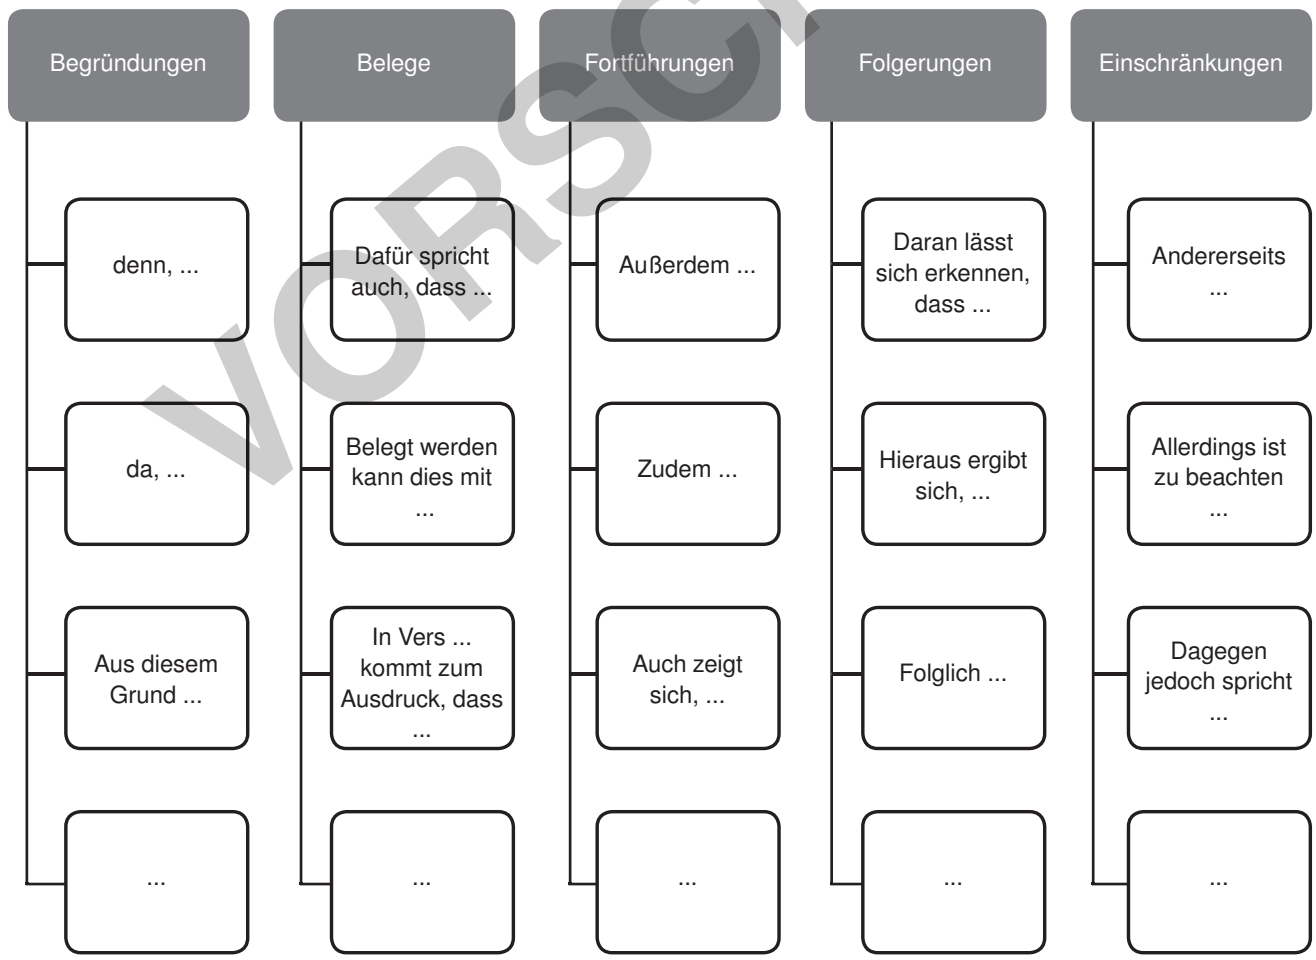 Begründungen
denn, ...
da, ...
Aus diesem
Grund ...
...
Belege
Dafür spricht
auch, dass ...
Belegt werden
kann dies mit
...
In Vers ...
kommt zum
Ausdruck, dass
...
...
Fortführungen
Außerdem ...
Zudem ...
Auch zeigt
sich, ...
...
Folgerungen
Daran lässt
sich erkennen,
dass ...
Hieraus ergibt
sich, ...
Folglich ...
...
Einschränkungen
Andererseits
...
Allerdings ist
zu beachten
...
Dagegen
jedoch spricht
...
...